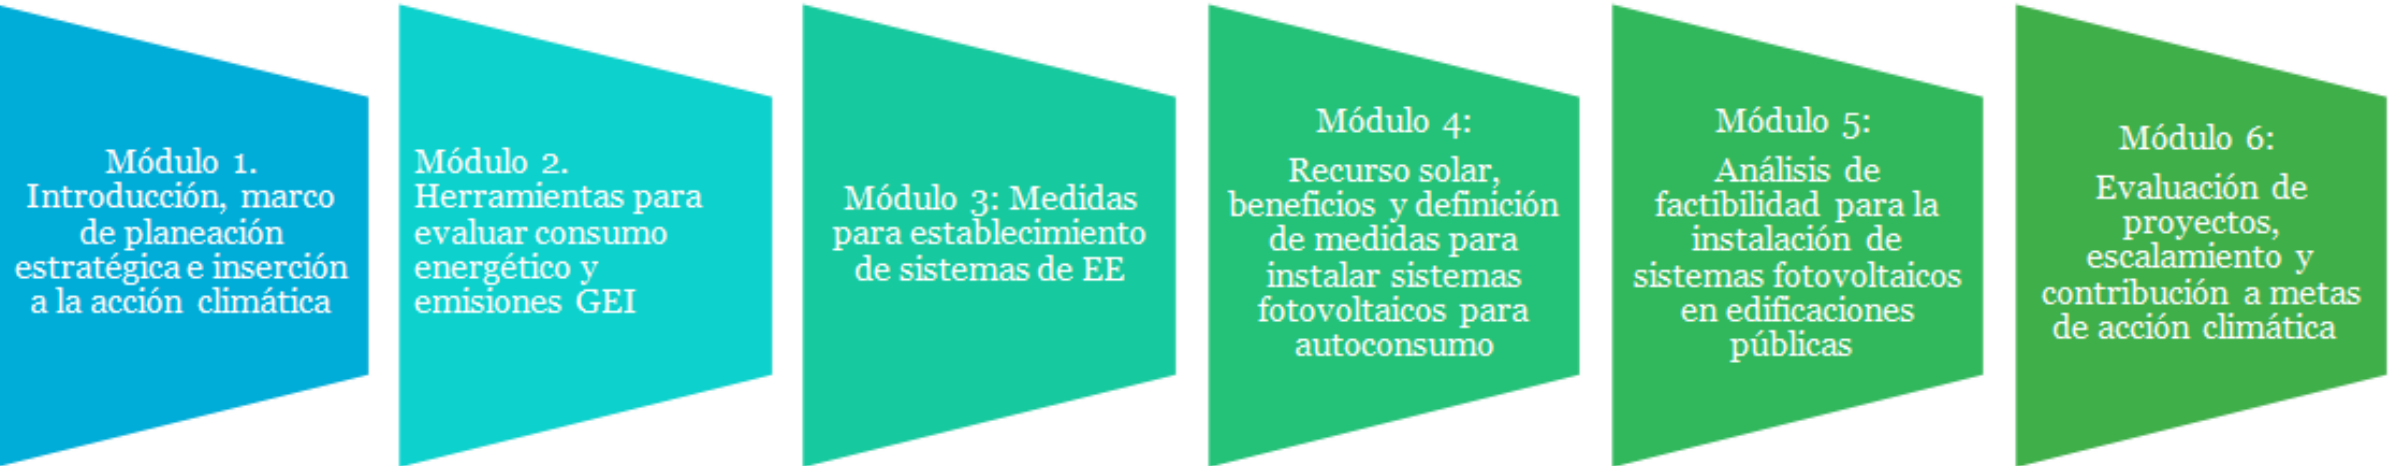 Módulo 1.
Introducción, marco
de planeación
estratégica e inserción
a la acción climática
Módulo 2.
Herramientas para
evaluar consumo
energético y
emisiones GEI
Módulo 3: Medidas
para establecimiento
de sistemas de EE
Módulo 4:
Recurso solar,
beneficios y definición
de medidas para
instalar sistemas
fotovoltaicos para
autoconsumo
Módulo 5:
Análisis de
factibilidad para la
instalación de
sistemas fotovoltaicos
en edificaciones
públicas
Módulo 6:
Evaluación de
proyectos,
escalamiento y
contribución a metas
de acción climática